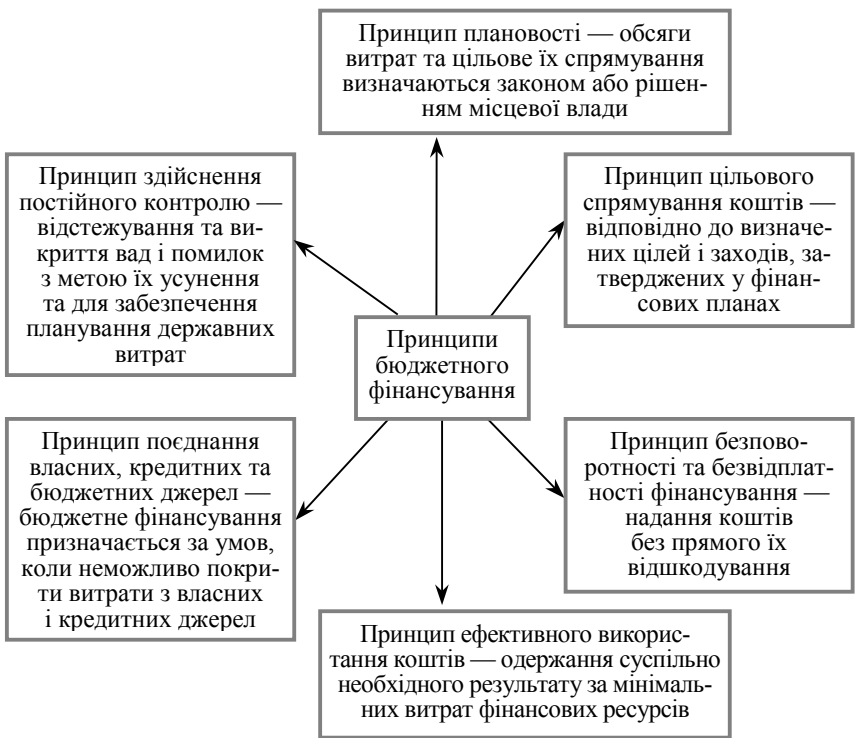 Принцип плановості — обсяги
витрат та цільове їх спрямування
визначаються законом або рішен-
ням місцевої влади
Принцип здійснення
постійного контролю —
відстежування та ви-
криття вад і помилок
з метою їх усунення
та для забезпечення
планування державних
витрат
Принцип цільового
спрямування коштів —
відповідно до визначе-
них цілей і заходів, за-
тверджених у фінан-
сових планах
Принципи
бюджетного
фінансування
Принцип поєднання
власних, кредитних та
бюджетних джерел —
бюджетне фінансування
призначається за умов,
коли неможливо покри-
ти витрати з власних
і кредитних джерел
Принцип безпово-
ротності та безвідплат-
ності фінансування —
надання коштів
без прямого їх
відшкодування
Принцип ефективного викорис-
тання коштів — одержання суспільно
необхідного результату за мінімаль-
них витрат фінансових ресурсів